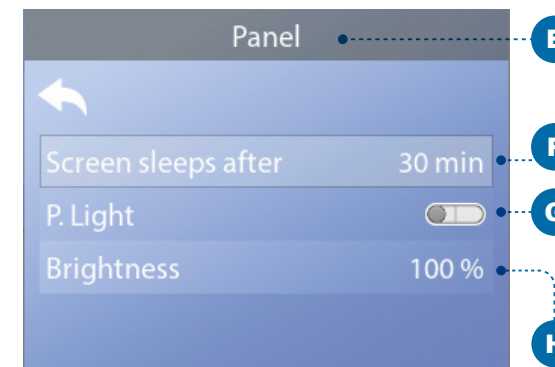 Panel E
Screen sleeps after 30 min F
P. Light G
Brightness 100 %
H